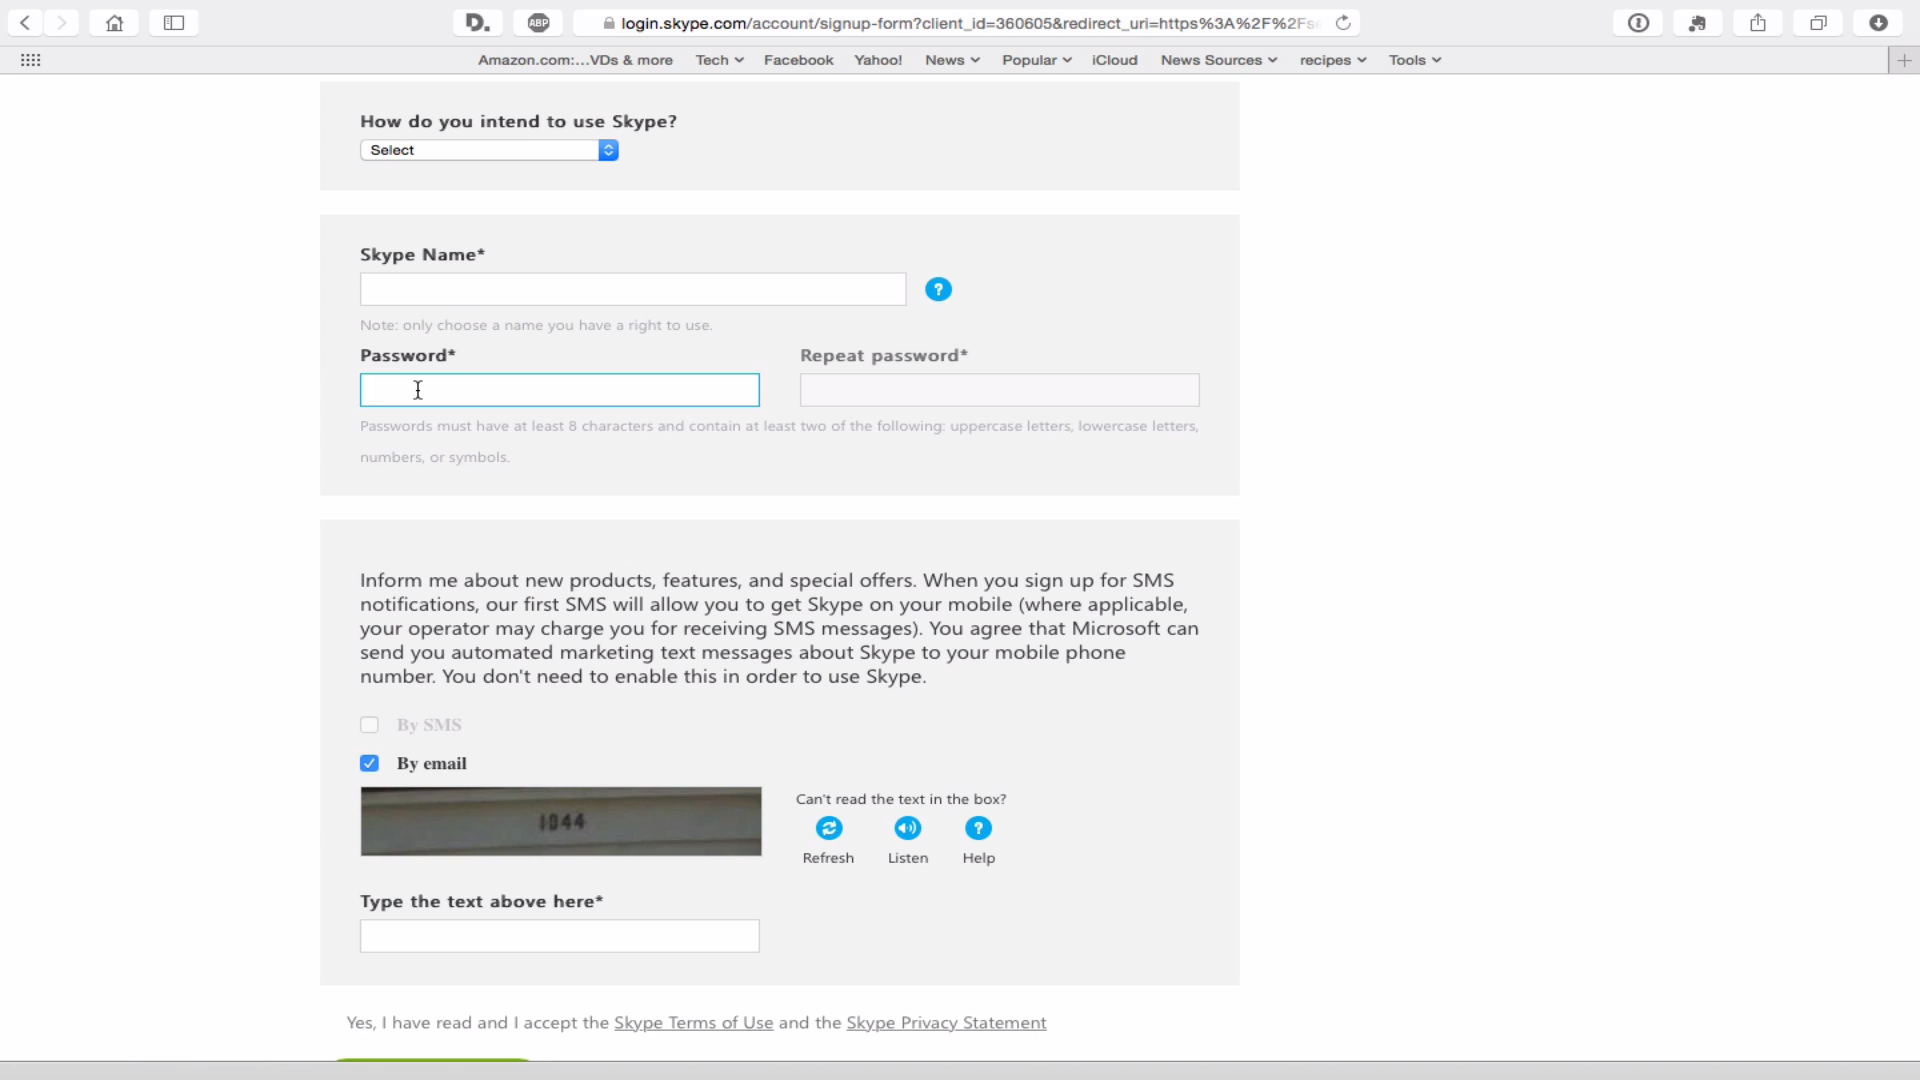 D.
ABP
login.skype.com/account/signup-form?client_id=360605&redirect_uri=https%3A%2F%2Fs
Amazon.com:...VDs & more Tech Facebook Yahoo! News Popular iCloud News Sources recipes Tools
How do you intend to use Skype?
Select
Skype Name*
?
Note: only choose a name you have a right to use.
Password* Repeat password*
Passwords must have at least 8 characters and contain at least two of the following: uppercase letters, lowercase letters,
numbers, or symbols.
Inform me about new products, features, and special offers. When you sign up for SMS
notifications, our first SMS will allow you to get Skype on your mobile (where applicable,
your operator may charge you for receiving SMS messages). You agree that Microsoft can
send you automated marketing text messages about Skype to your mobile phone
number. You don't need to enable this in order to use Skype.
By SMS
By email
1044
Can't read the text in the box?
?
Refresh Listen Help
Type the text above here*
Yes, I have read and I accept the Skype Terms of Use and the Skype Privacy Statement